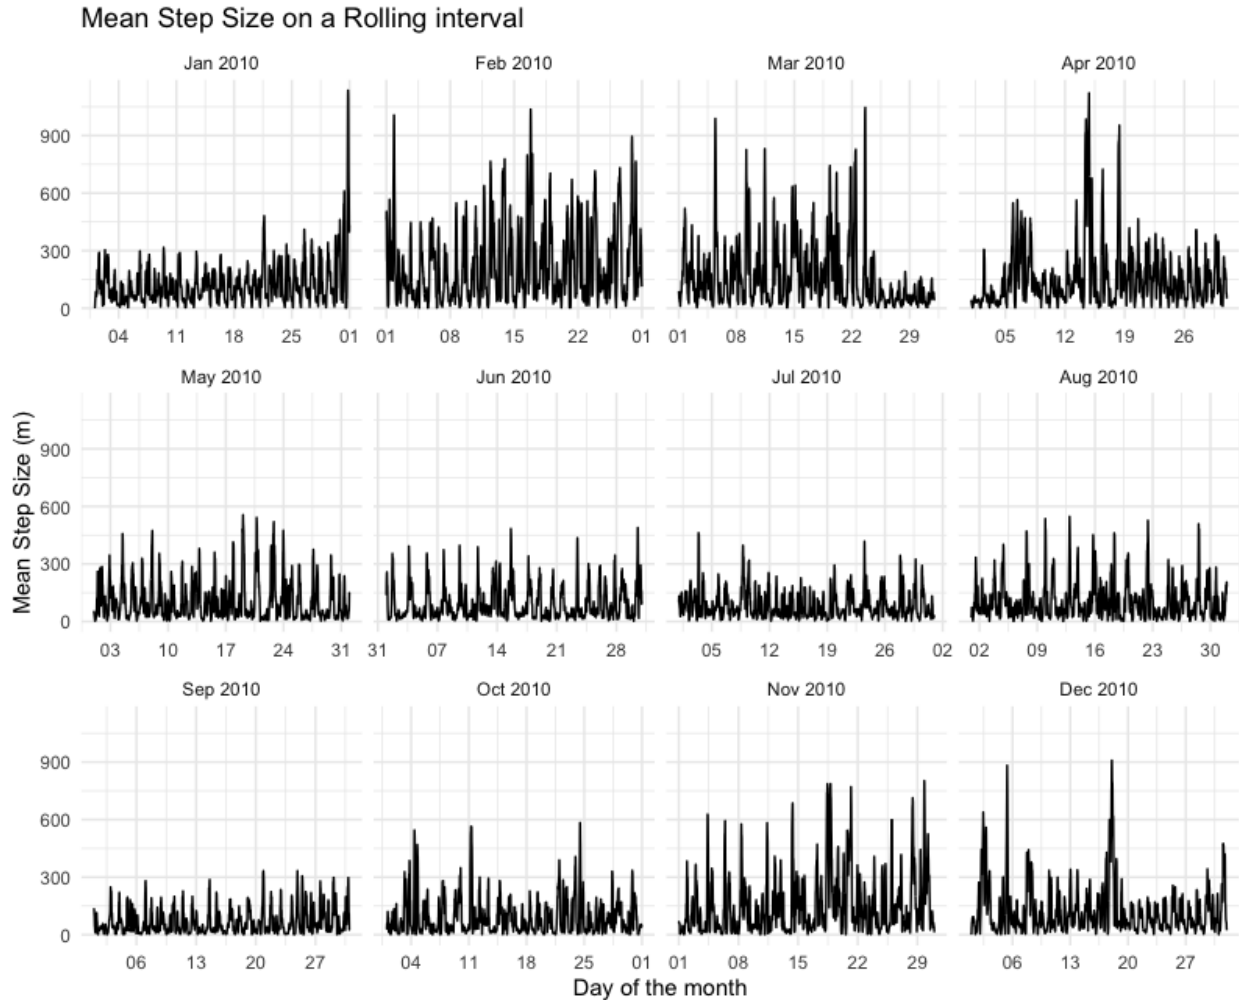 Mean Step Size on a Rolling interval
Jan 2010 Feb 2010 Mar 2010 Apr 2010
900
600
300
0
04 11 18 25 01 01 08 15 22 01 01 08 15 22 29 05 12 19 26
May 2010 Jun 2010 Jul 2010 Aug 2010
Mean Step Size (m)
900
600
300
0
03 10 17 24 31 31 07 14 21 28 05 12 19 26 02 02 09 16 23 30
Sep 2010 Oct 2010 Nov 2010 Dec 2010
900
600
300
0
06 13 20 27 04 11 18 25 01 01 08 15 22 29 06 13 20 27
Day of the month